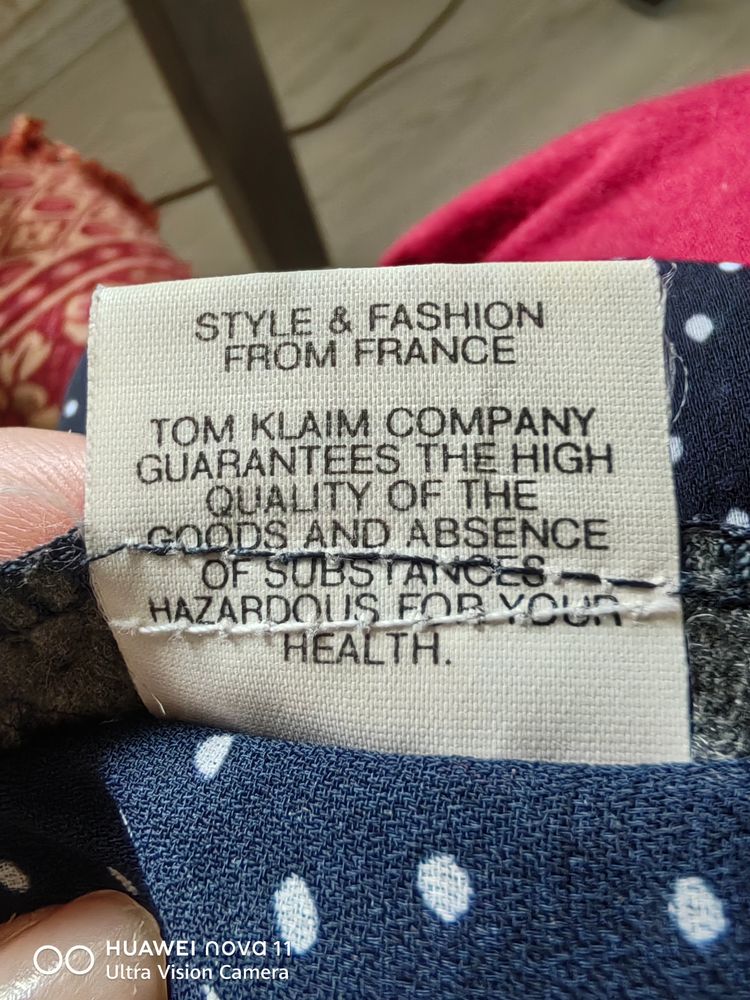 STYLE & FASHION
FROM FRANCE
TOM KLAIM COMPANY
GUARANTEES THE HIGH
QUALITY OF THE
GOODS AND ABSENCE
OF SUBSTANCES
HAZARDOUS FOR YOUR
HEALTH.
HUAWEI nova 11
Ultra Vision Camera